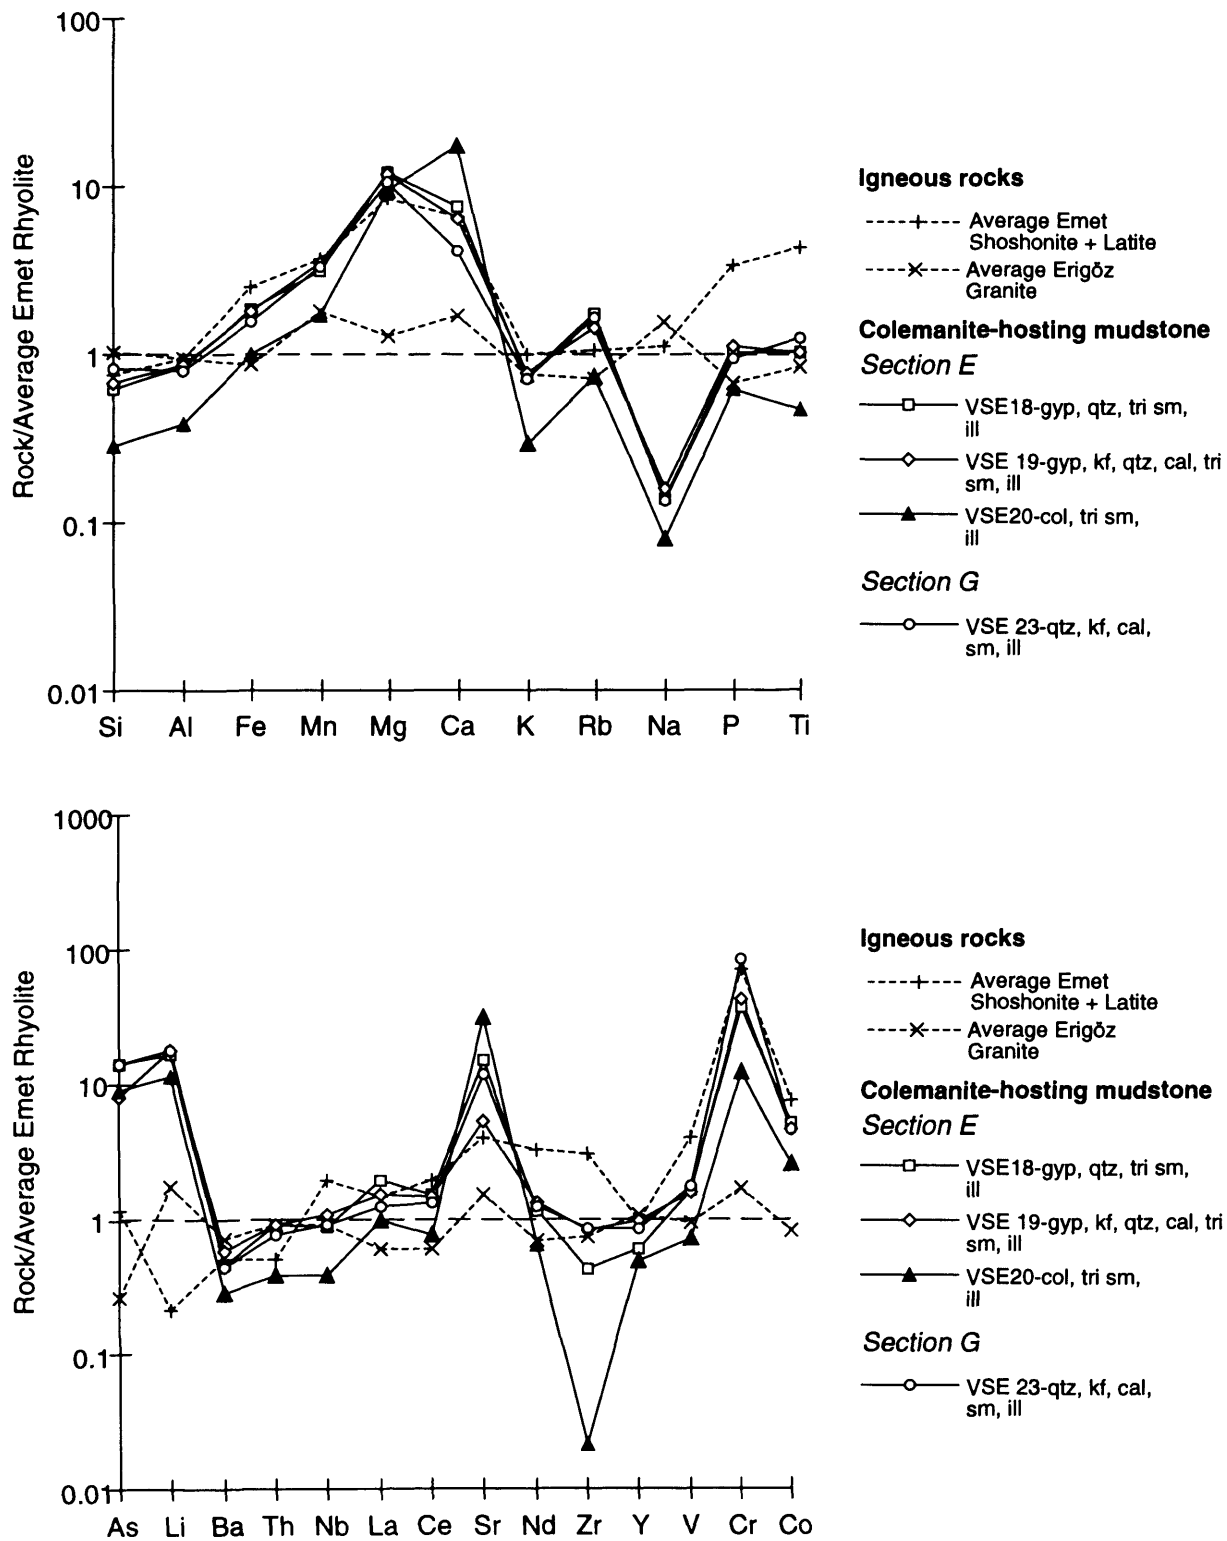 100
10
1
0.1
0.01
Rock/Average Emet Rhyolite
Si Al Fe Mn Mg Ca K Rb Na P Ti
Igneous rocks
Average Emet
Shoshonite + Latite
Average Erigöz
Granite
Colemanite-hosting mudstone
Section E
VSE18-gyp, qtz, tri sm,
ill
VSE 19-gyp, kf, qtz, cal, tri
sm, ill
VSE20-col, tri sm,
ill
Section G
VSE 23-qtz, kf, cal,
sm, ill
1000
100
10
1
0.1
0.01
Rock/Average Emet Rhyolite
As Li Ba Th Nb La Ce Sr Nd Zr Y V Cr Co
Igneous rocks
Average Emet
Shoshonite + Latite
Average Erigöz
Granite
Colemanite-hosting mudstone
Section E
VSE18-gyp, qtz, tri sm,
ill
VSE 19-gyp, kf, qtz, cal, tri
sm, ill
VSE20-col, tri sm,
ill
Section G
VSE 23-qtz, kf, cal,
sm, ill